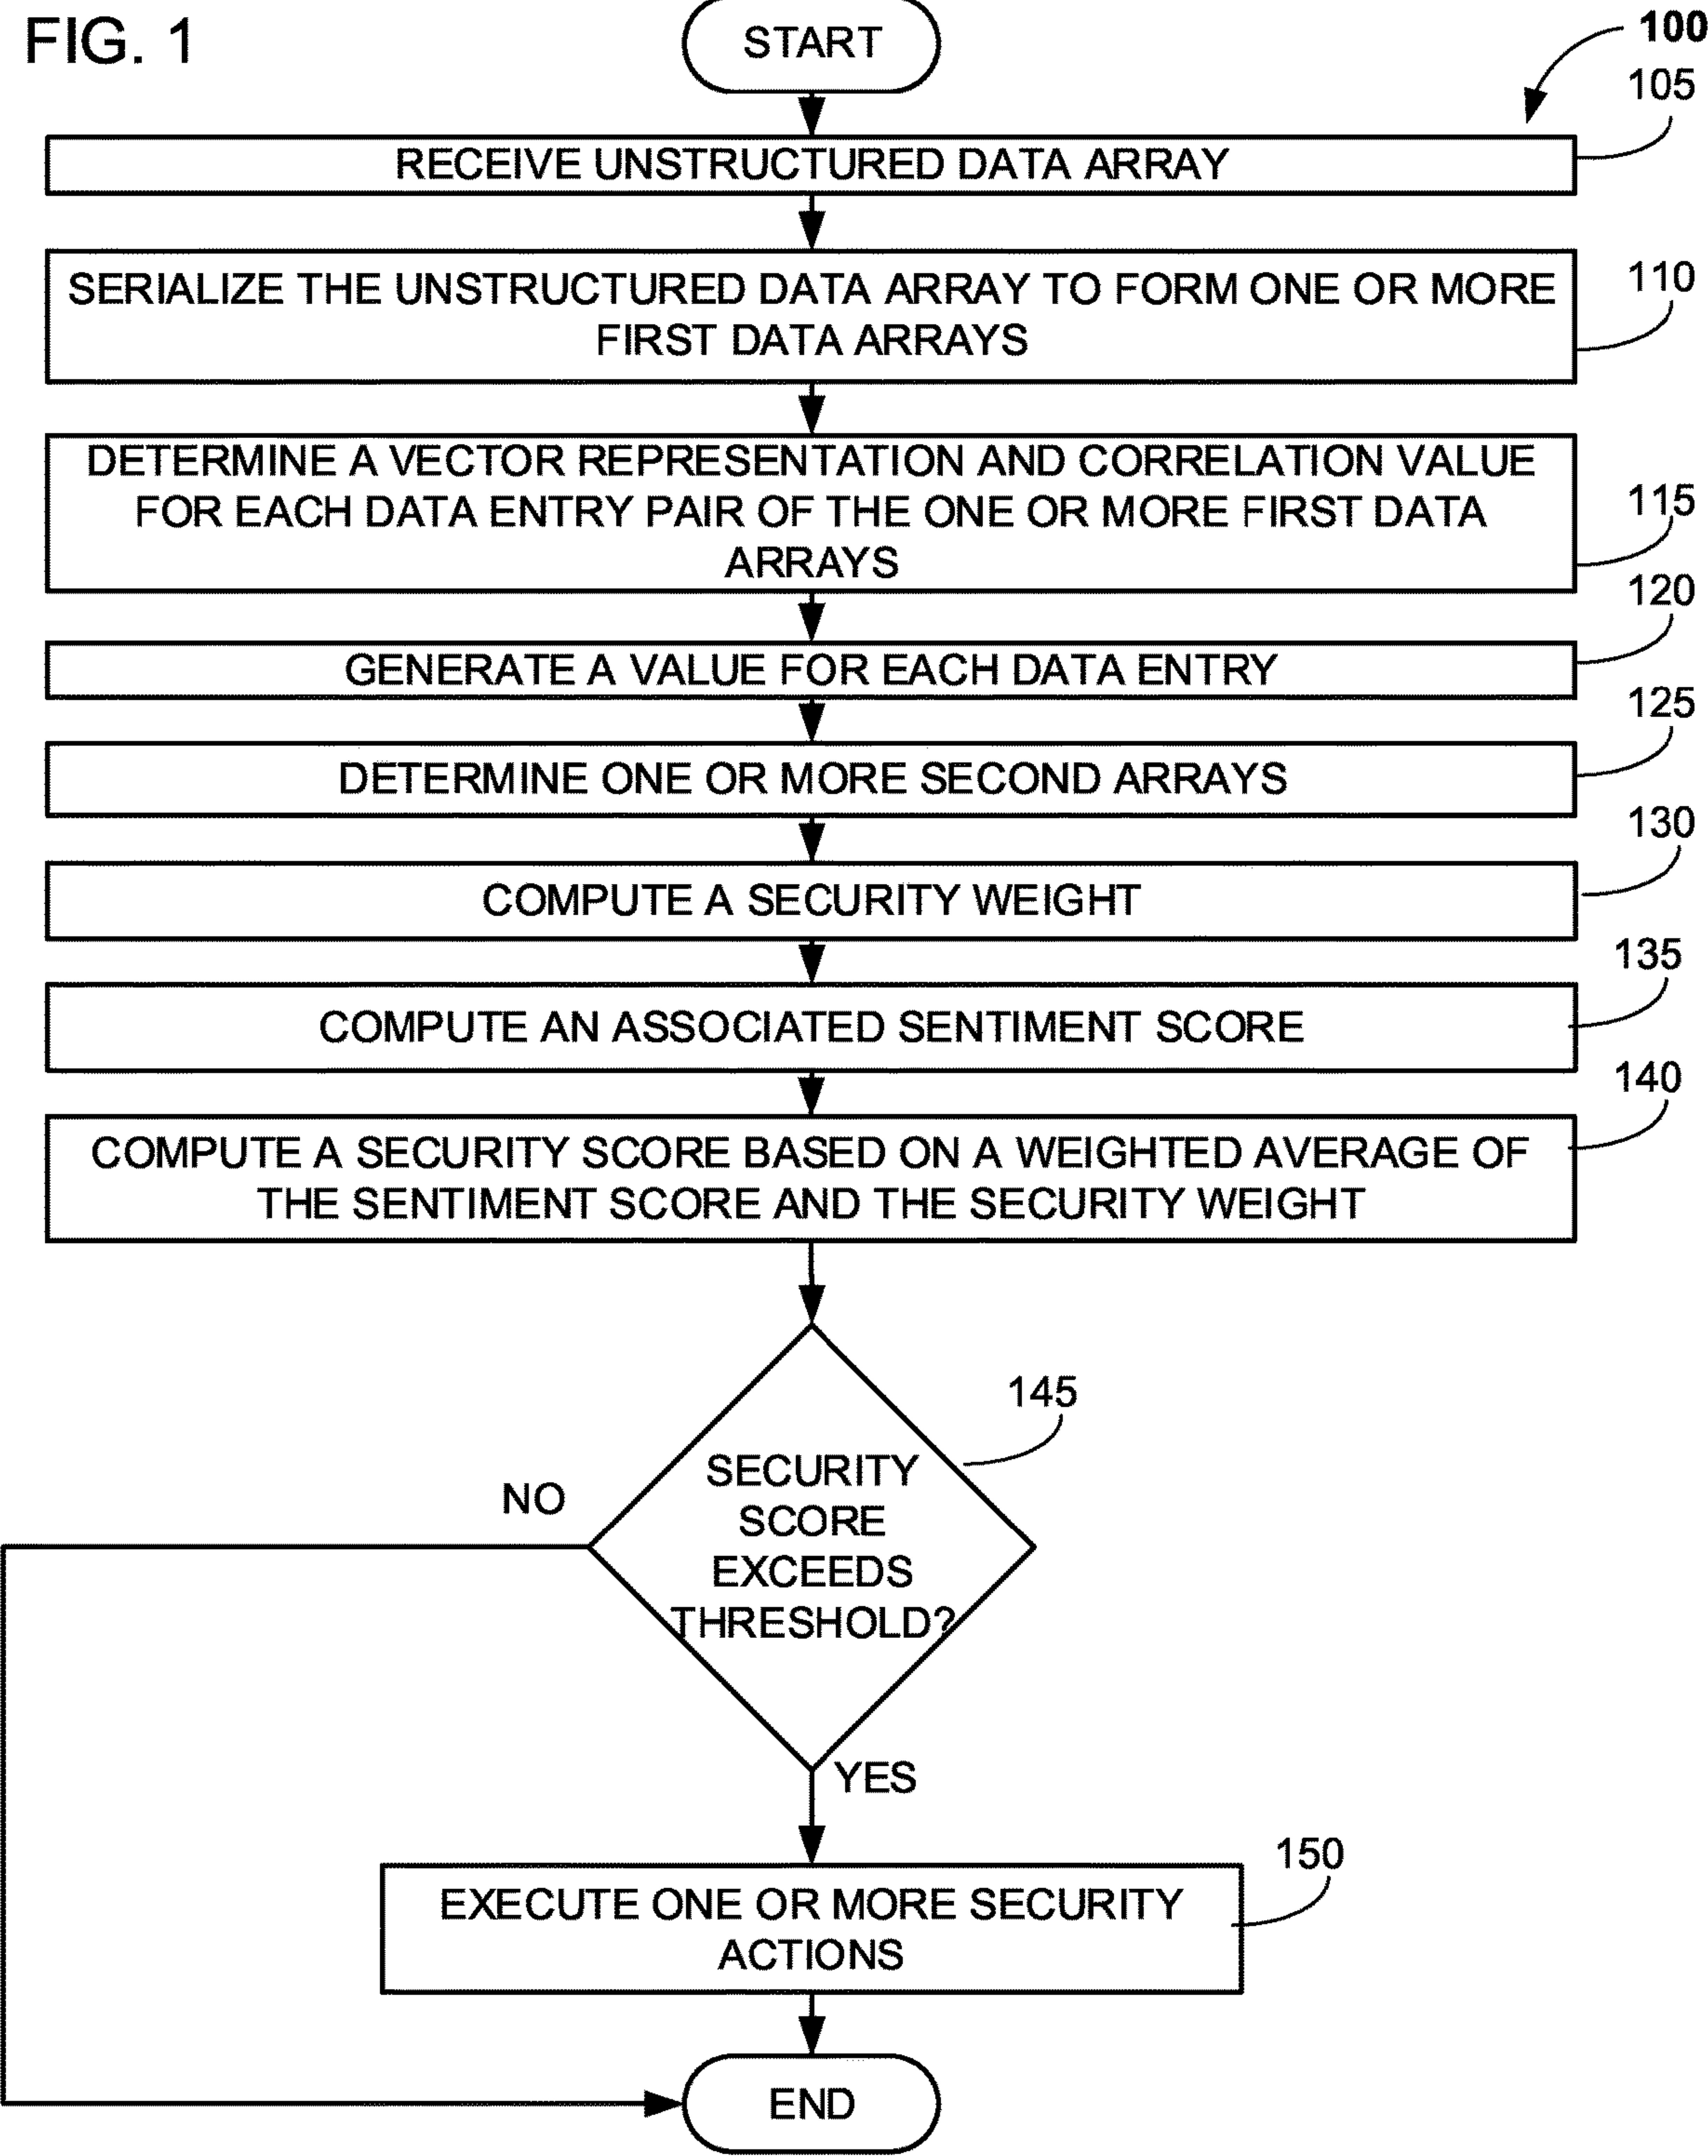 FIG. 1
START
100
105
RECEIVE UNSTRUCTURED DATA ARRAY
110
SERIALIZE THE UNSTRUCTURED DATA ARRAY TO FORM ONE OR MORE
FIRST DATA ARRAYS
DETERMINE A VECTOR REPRESENTATION AND CORRELATION VALUE
FOR EACH DATA ENTRY PAIR OF THE ONE OR MORE FIRST DATA
ARRAYS
115
120
GENERATE A VALUE FOR EACH DATA ENTRY
125
DETERMINE ONE OR MORE SECOND ARRAYS
130
COMPUTE A SECURITY WEIGHT
135
COMPUTE AN ASSOCIATED SENTIMENT SCORE
140
COMPUTE A SECURITY SCORE BASED ON A WEIGHTED AVERAGE OF
THE SENTIMENT SCORE AND THE SECURITY WEIGHT
145
SECURITY
SCORE
EXCEEDS
THRESHOLD?
NO
YES
150
EXECUTE ONE OR MORE SECURITY
ACTIONS
END